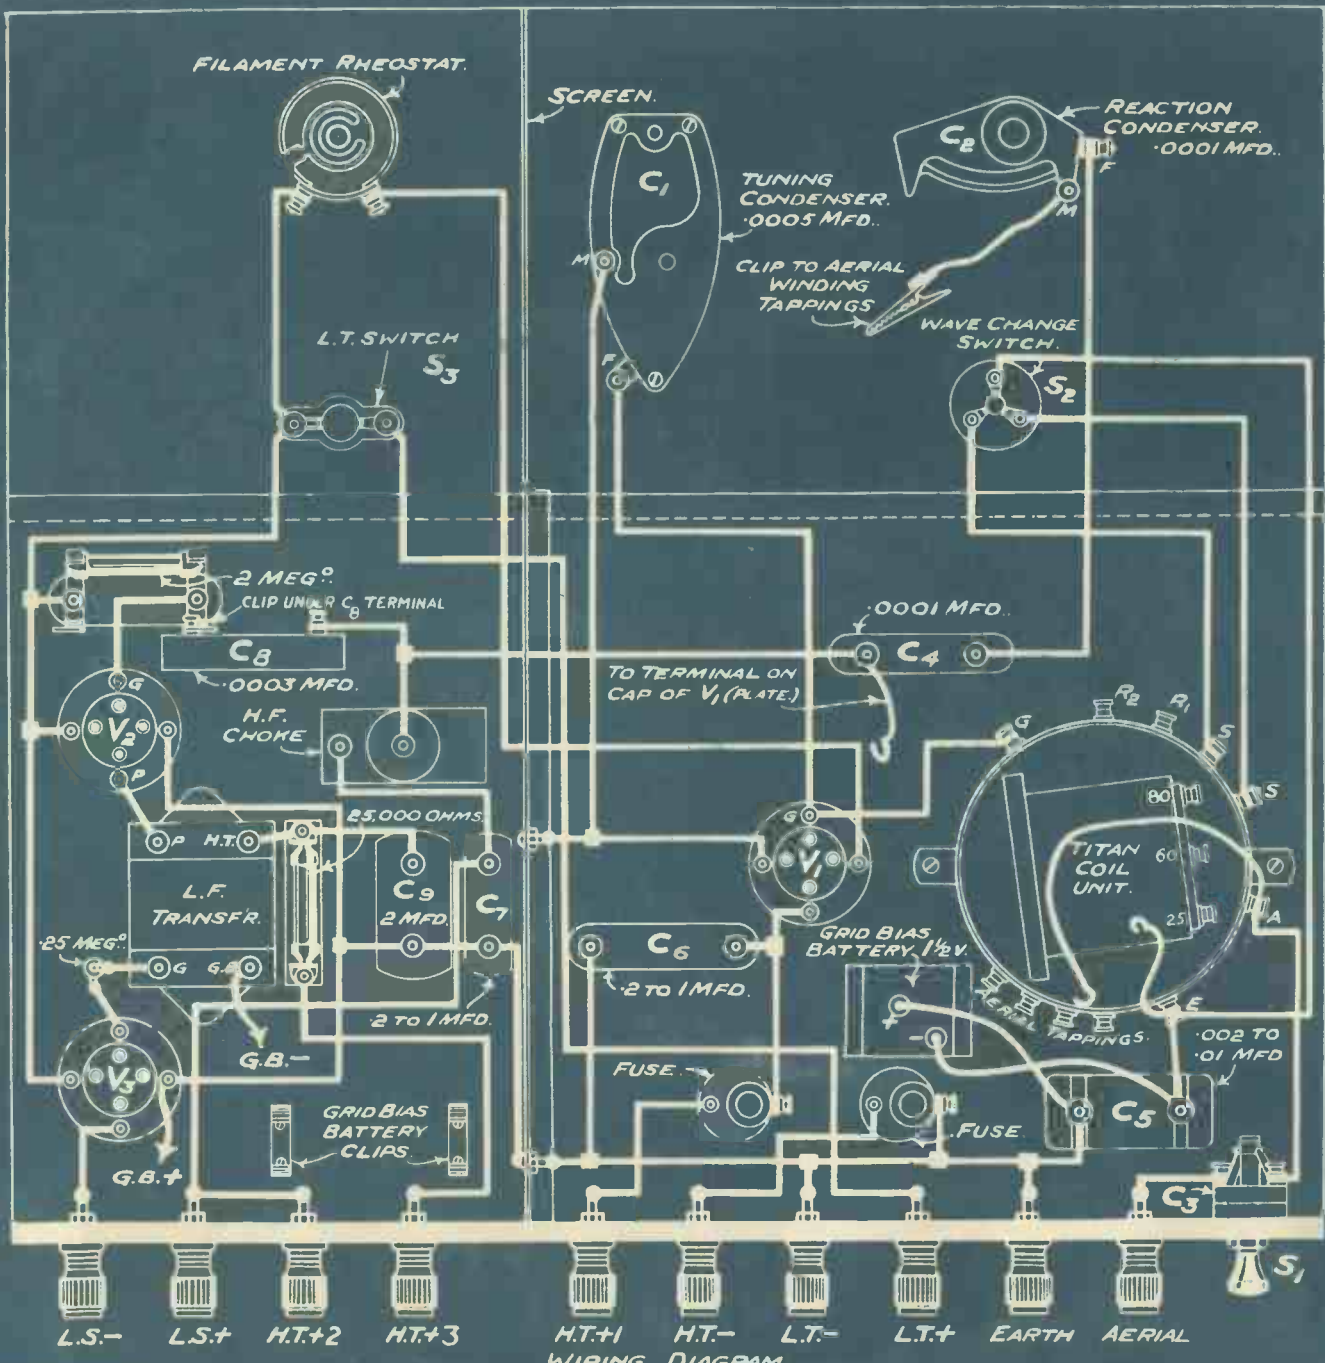 FILAMENT RHEOSTAT.
SCREEN.
C1
TUNING
CONDENSER.
.0005 MFD..
M
F
C2
REACTION
CONDENSER.
.0001 MFD..
F
M
CLIP TO AERIAL
WINDING
TAPPINGS
WAVE CHANGE
SWITCH.
S2
L.T. SWITCH
S3
2 MEGº.
CLIP UNDER C8 TERMINAL
C8
.0003 MFD.
H.F.
CHOKE
G
V2
P
.0001 MFD..
C4
TO TERMINAL ON
CAP OF V1 (PLATE.)
G
R2
R1
S
S
80
60
25
TITAN
COIL
UNIT.
A
E
AERIAL TAPPINGS.
25,000 OHMS.
P
H.T.
L.F.
TRANSFR.
G
G.B.
.25 MEGº
C9
2 MFD.
C7
.2 TO 1 MFD.
G
V1
C6
.2 TO 1 MFD.
GRID BIAS
BATTERY. 1½ V.
+
-
.002 TO
.01 MFD
C5
V3
G.B.-
G.B.+
GRID BIAS
BATTERY
CLIPS.
FUSE.
FUSE
C3
S1
L.S.-
L.S.+
H.T.+2
H.T.+3
H.T.+1
H.T.-
L.T.-
L.T.+
EARTH
AERIAL
WIRING DIAGRAM